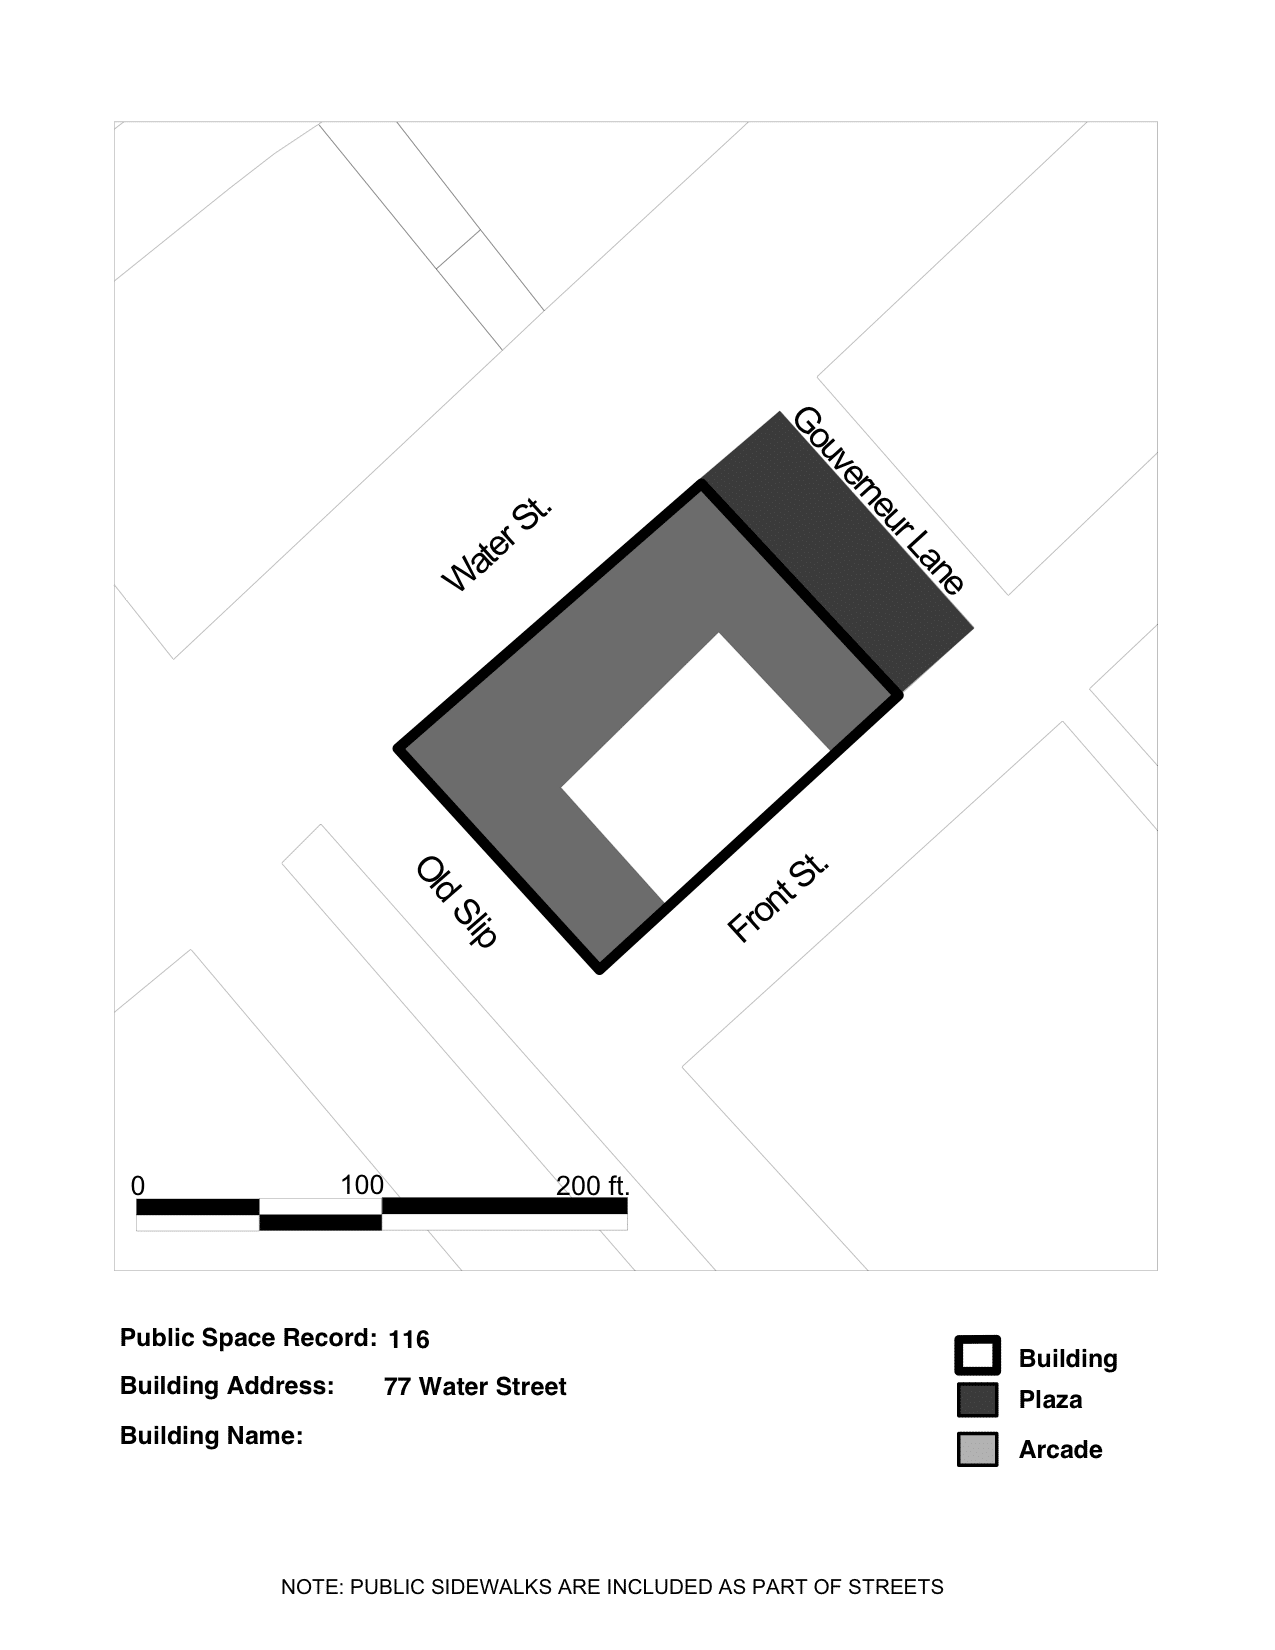 Gouverneur Lane
Water St.
Old Slip
Front St.
0 100 200 ft.
Public Space Record: 116
Building Address: 77 Water Street
Building Name:
Building
Plaza
Arcade
NOTE: PUBLIC SIDEWALKS ARE INCLUDED AS PART OF STREETS